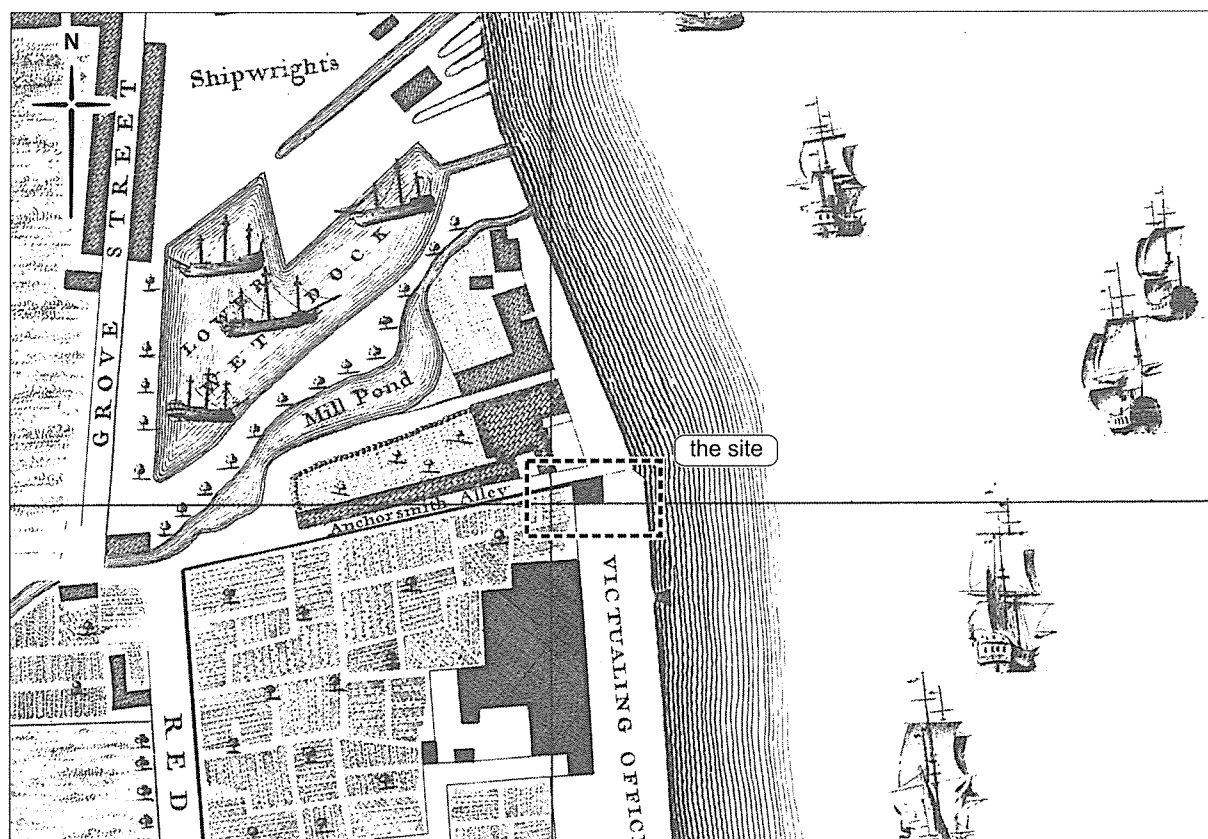 N
Shipwrights
GROVE STREET
LOWER
WET DOCK
Mill Pond
the site
Anchorsmith Alley
VICTUALING OFFICE
RED